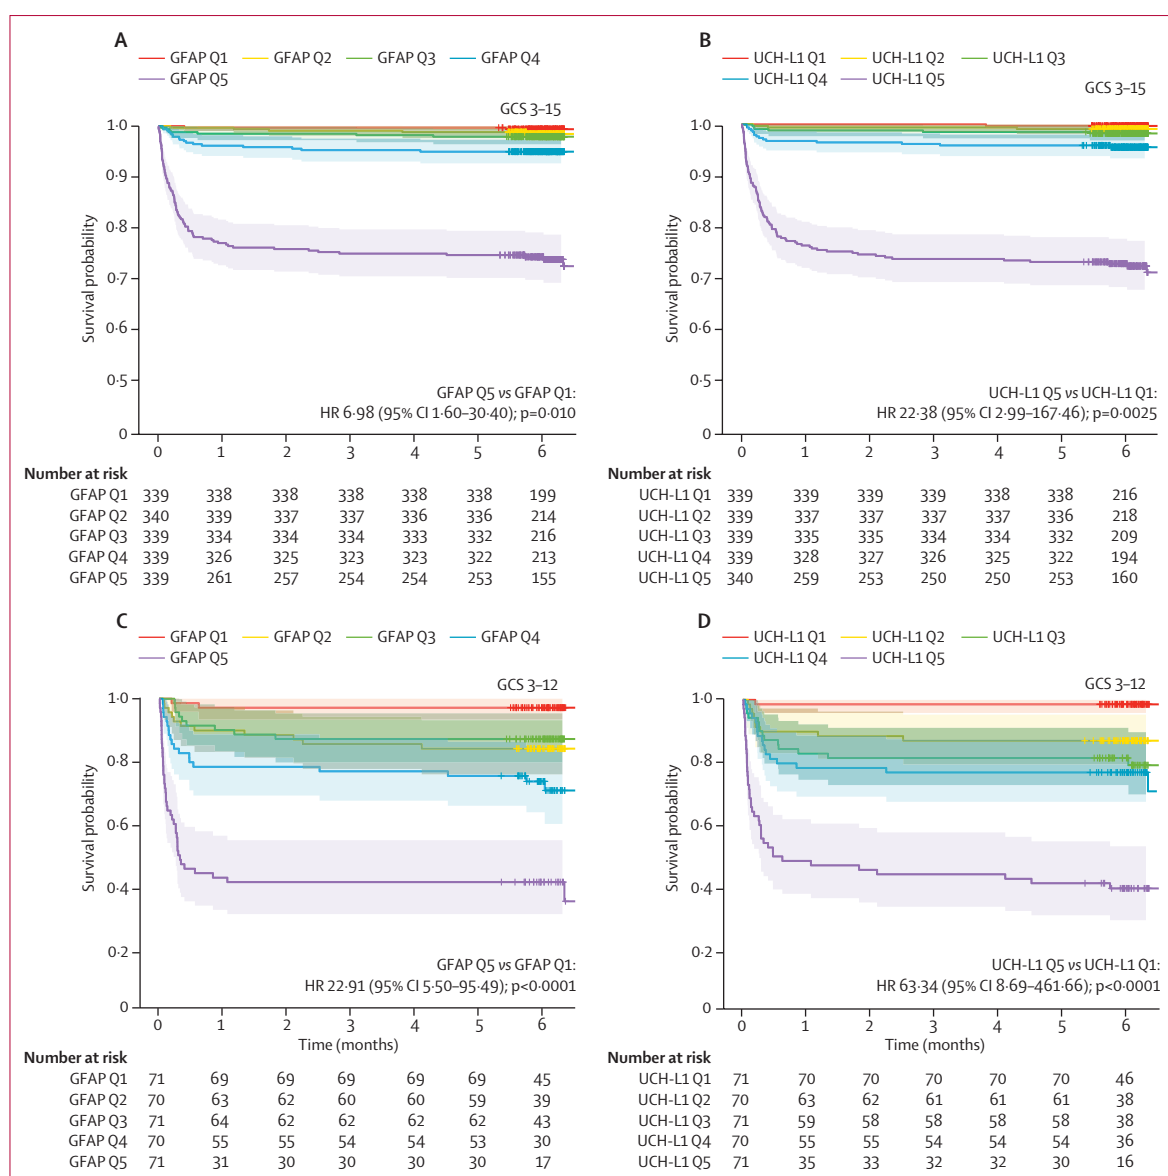 A
GFAP Q1 GFAP Q2 GFAP Q3 GFAP Q4
GFAP Q5
GCS 3–15
1·0
0·9
0·8
0·7
0·6
0·5
0
Survival probability
GFAP Q5 vs GFAP Q1:
HR 6·98 (95% CI 1·60–30·40); p=0·010
0 1 2 3 4 5 6
Number at risk
GFAP Q1 339 338 338 338 338 338 199
GFAP Q2 340 339 337 337 336 336 214
GFAP Q3 339 334 334 334 333 332 216
GFAP Q4 339 326 325 323 323 322 213
GFAP Q5 339 261 257 254 254 253 155
B
UCH-L1 Q1 UCH-L1 Q2 UCH-L1 Q3
UCH-L1 Q4 UCH-L1 Q5
GCS 3–15
1·0
0·9
0·8
0·7
0·6
0·5
0
Survival probability
UCH-L1 Q5 vs UCH-L1 Q1:
HR 22·38 (95% CI 2·99–167·46); p=0·0025
0 1 2 3 4 5 6
Number at risk
UCH-L1 Q1 339 339 339 339 338 338 216
UCH-L1 Q2 339 337 337 337 337 336 218
UCH-L1 Q3 339 335 335 334 334 332 209
UCH-L1 Q4 339 328 327 326 325 322 194
UCH-L1 Q5 340 259 253 250 250 253 160
C
GFAP Q1 GFAP Q2 GFAP Q3 GFAP Q4
GFAP Q5
GCS 3–12
1·0
0·8
0·6
0·4
0·2
0
Survival probability
GFAP Q5 vs GFAP Q1:
HR 22·91 (95% CI 5·50–95·49); p<0·0001
0 1 2 3 4 5 6
Time (months)
Number at risk
GFAP Q1 71 69 69 69 69 69 45
GFAP Q2 70 63 62 60 60 59 39
GFAP Q3 71 64 62 62 62 62 43
GFAP Q4 70 55 55 54 54 53 30
GFAP Q5 71 31 30 30 30 30 17
D
UCH-L1 Q1 UCH-L1 Q2 UCH-L1 Q3
UCH-L1 Q4 UCH-L1 Q5
GCS 3–12
1·0
0·8
0·6
0·4
0·2
0
Survival probability
UCH-L1 Q5 vs UCH-L1 Q1:
HR 63·34 (95% CI 8·69–461·66); p<0·0001
0 1 2 3 4 5 6
Time (months)
Number at risk
UCH-L1 Q1 71 70 70 70 70 70 46
UCH-L1 Q2 70 63 62 61 61 61 38
UCH-L1 Q3 71 59 58 58 58 58 38
UCH-L1 Q4 70 55 55 54 54 54 36
UCH-L1 Q5 71 35 33 32 32 30 16